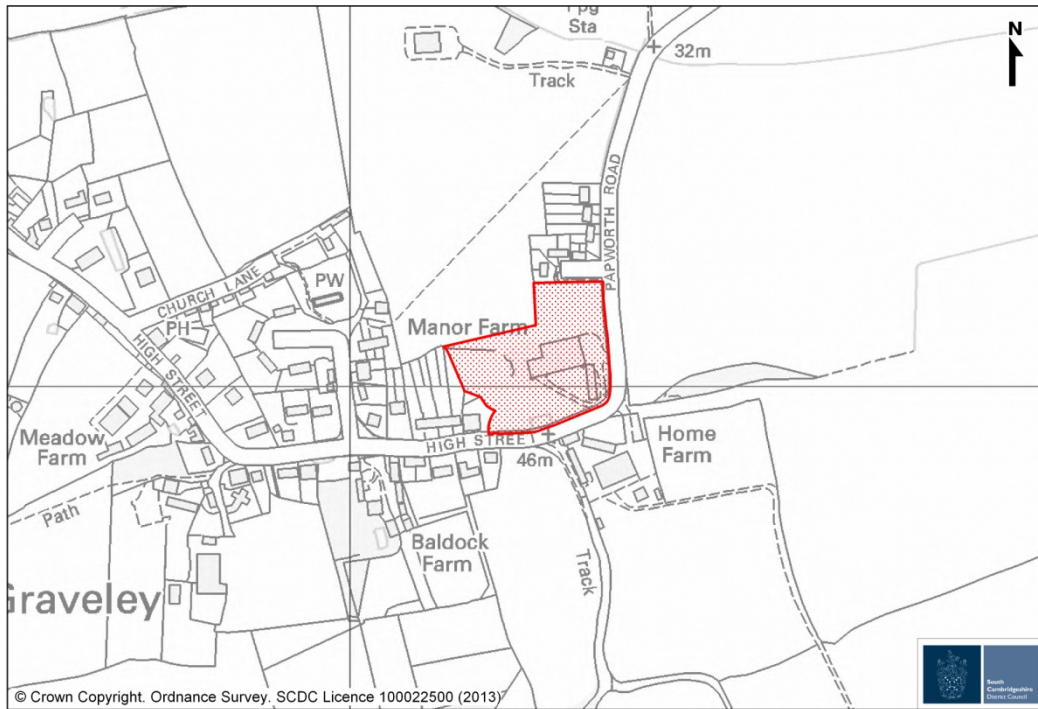 Sta
32m
N
Track
PAPWORTH ROAD
CHURCH LANE
PW
PH
Manor Farm
HIGH STREET
Meadow
Farm
HIGH STREET
46m
Home
Farm
Path
Baldock
Farm
Track
Graveley
© Crown Copyright. Ordnance Survey. SCDC Licence 100022500 (2013)
South
Cambridgeshire
District Council